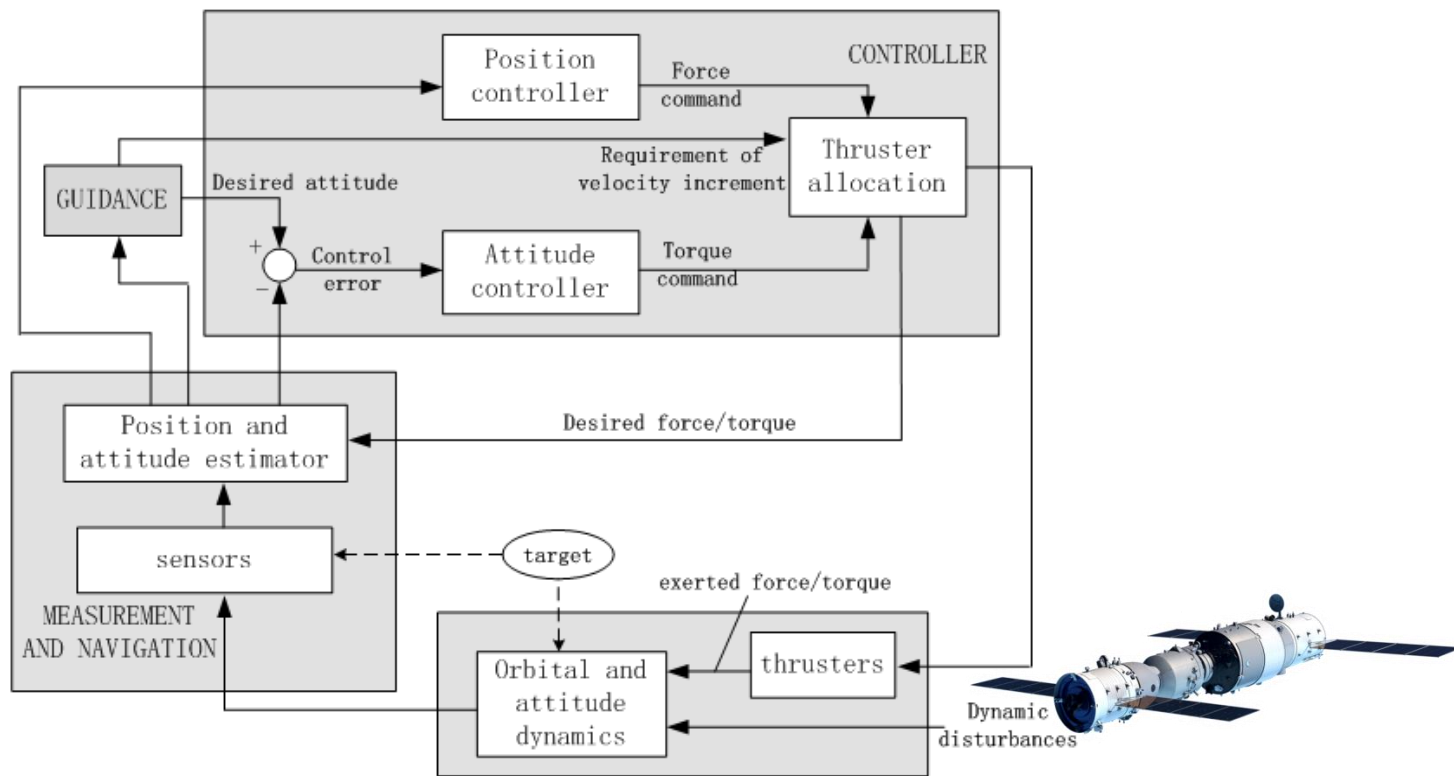 CONTROLLER
Position
controller
Force
command
Requirement of
velocity increment
Thruster
allocation
GUIDANCE
Desired attitude
+
−
Control
error
Attitude
controller
Torque
command
Position and
attitude estimator
Desired force/torque
sensors
target
MEASUREMENT
AND NAVIGATION
exerted force/torque
Orbital and
attitude
dynamics
thrusters
Dynamic
disturbances